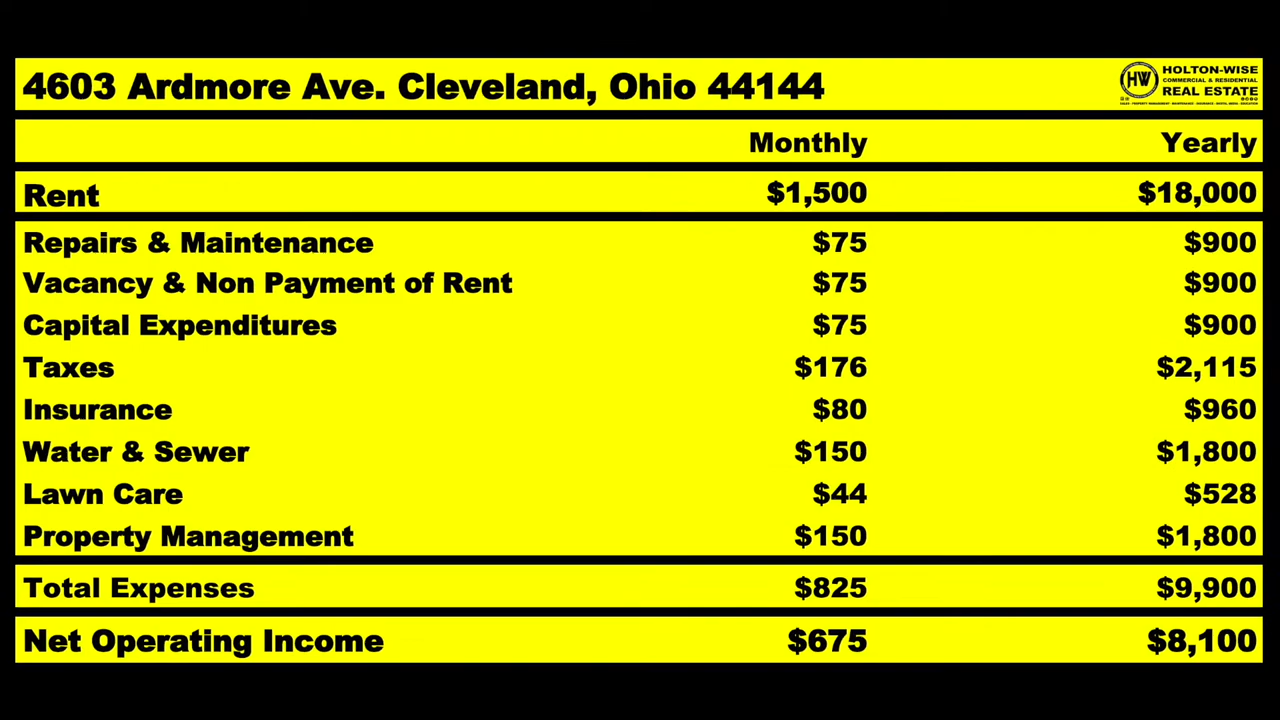 4603 Ardmore Ave. Cleveland, Ohio 44144
HW
HOLTON-WISE
COMMERCIAL & RESIDENTIAL
REAL ESTATE
Monthly Yearly
Rent $1,500 $18,000
Repairs & Maintenance $75 $900
Vacancy & Non Payment of Rent $75 $900
Capital Expenditures $75 $900
Taxes $176 $2,115
Insurance $80 $960
Water & Sewer $150 $1,800
Lawn Care $44 $528
Property Management $150 $1,800
Total Expenses $825 $9,900
Net Operating Income $675 $8,100